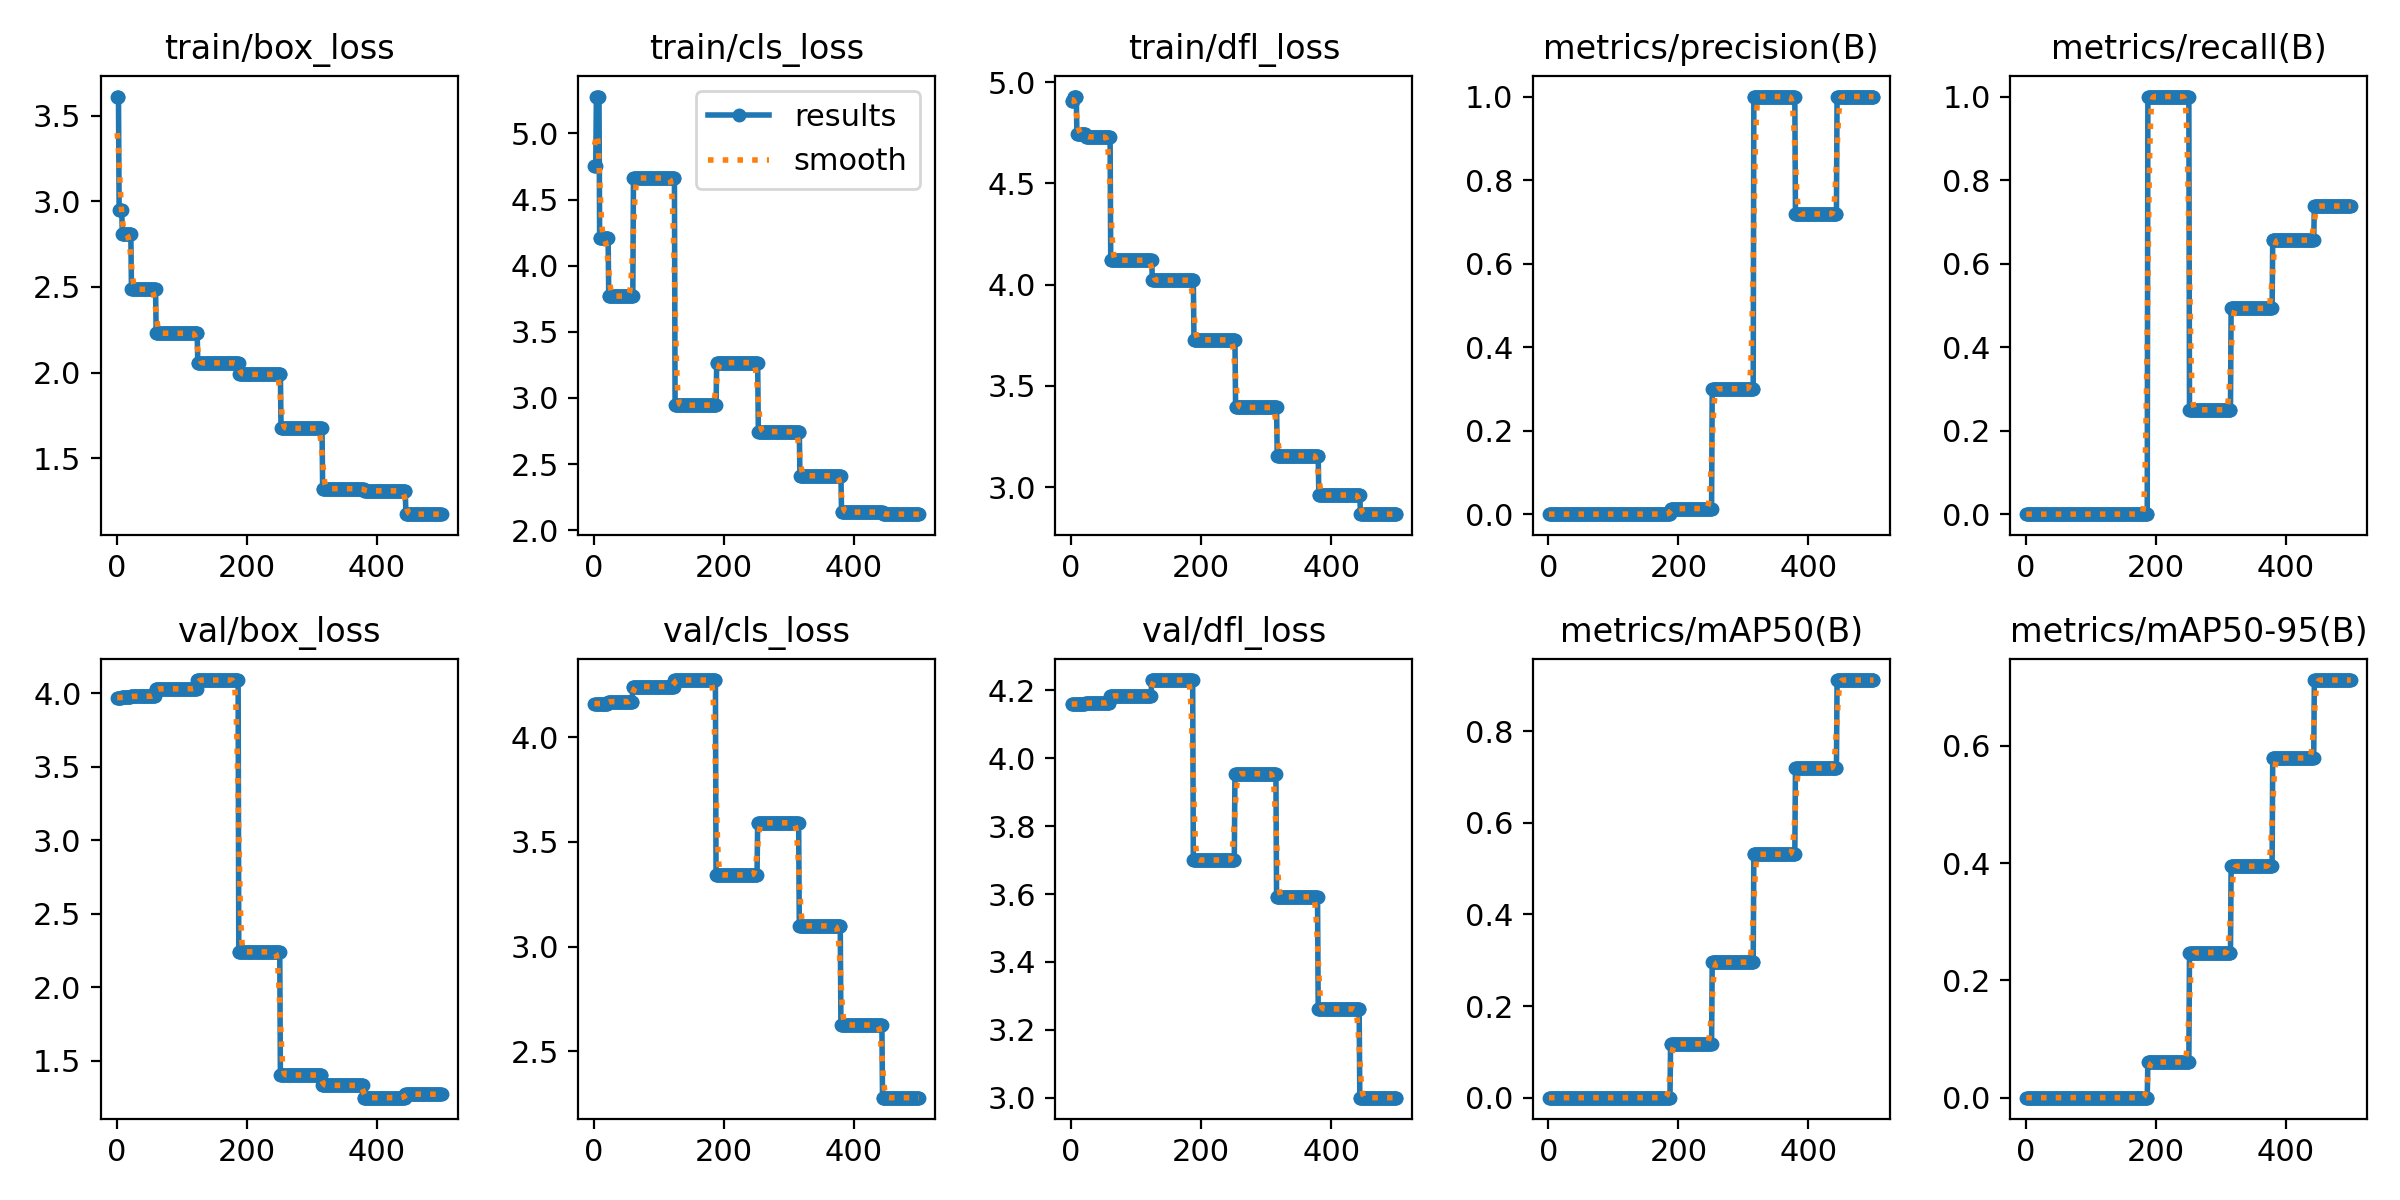 train/box_loss
train/cls_loss
train/dfl_loss
metrics/precision(B)
metrics/recall(B)
3.5
3.0
2.5
2.0
1.5
0 200 400
results
smooth
5.0
4.5
4.0
3.5
3.0
2.5
2.0
0 200 400
5.0
4.5
4.0
3.5
3.0
0 200 400
1.0
0.8
0.6
0.4
0.2
0.0
0 200 400
1.0
0.8
0.6
0.4
0.2
0.0
0 200 400
val/box_loss
val/cls_loss
val/dfl_loss
metrics/mAP50(B)
metrics/mAP50-95(B)
4.0
3.5
3.0
2.5
2.0
1.5
0 200 400
4.0
3.5
3.0
2.5
0 200 400
4.2
4.0
3.8
3.6
3.4
3.2
3.0
0 200 400
0.8
0.6
0.4
0.2
0.0
0 200 400
0.6
0.4
0.2
0.0
0 200 400